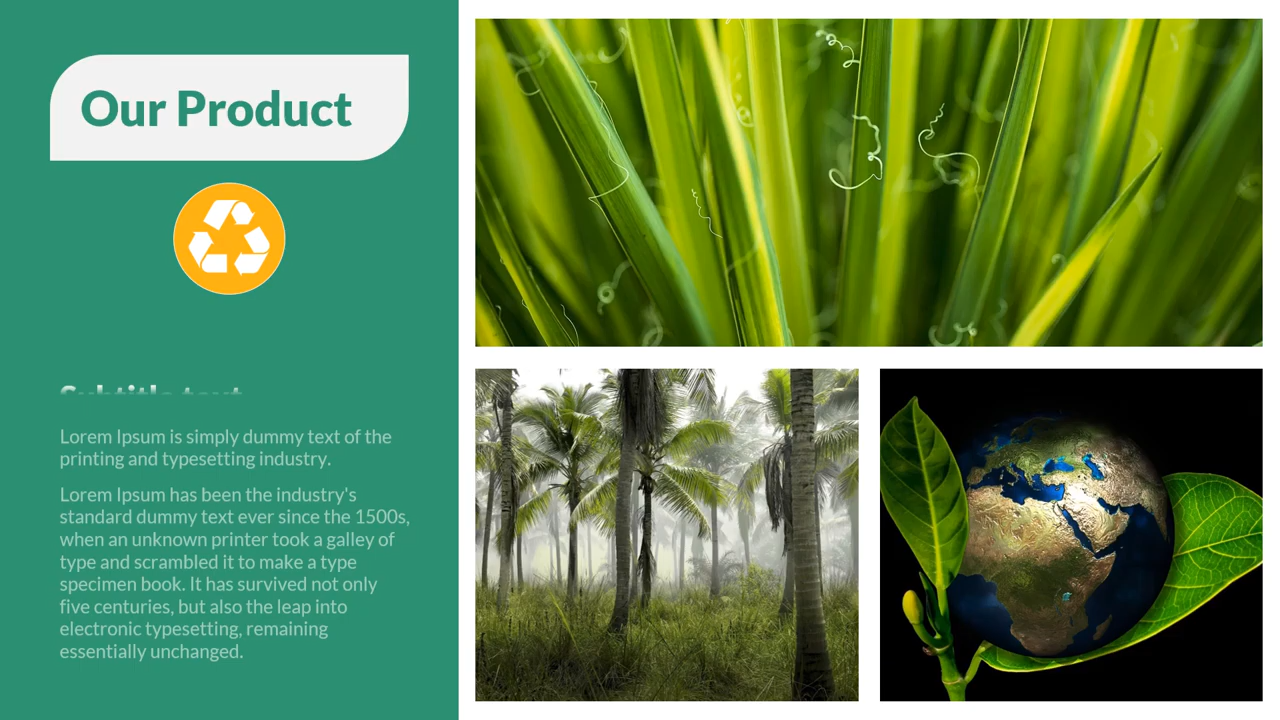 Our Product
Subtitle text
Lorem Ipsum is simply dummy text of the
printing and typesetting industry.
Lorem Ipsum has been the industry's
standard dummy text ever since the 1500s,
when an unknown printer took a galley of
type and scrambled it to make a type
specimen book. It has survived not only
five centuries, but also the leap into
electronic typesetting, remaining
essentially unchanged.